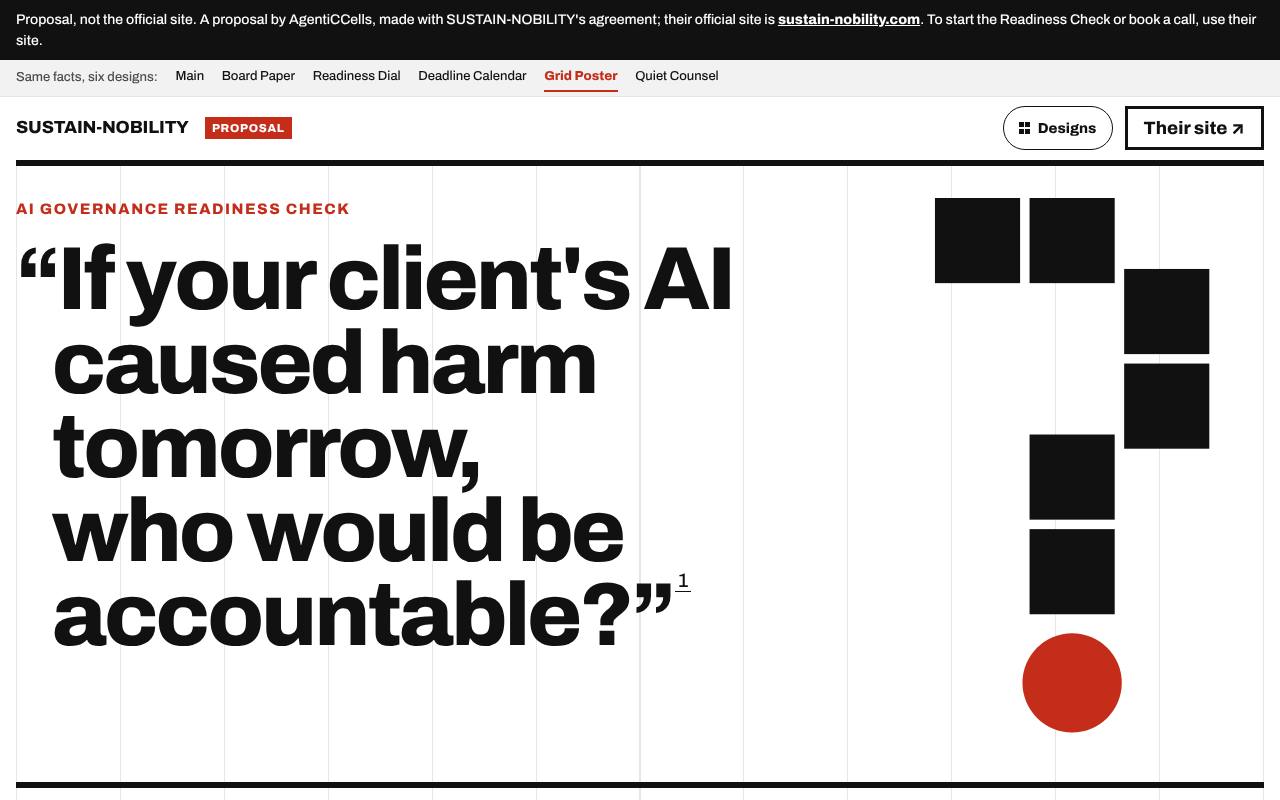 Proposal, not the official site. A proposal by AgentiCCells, made with SUSTAIN-NOBILITY's agreement; their official site is sustain-nobility.com. To start the Readiness Check or book a call, use their
site.
Same facts, six designs: Main Board Paper Readiness Dial Deadline Calendar Grid Poster Quiet Counsel
SUSTAIN-NOBILITY PROPOSAL Designs Their site ↗
AI GOVERNANCE READINESS CHECK
“If your client's AI
caused harm
tomorrow,
who would be
accountable?”1